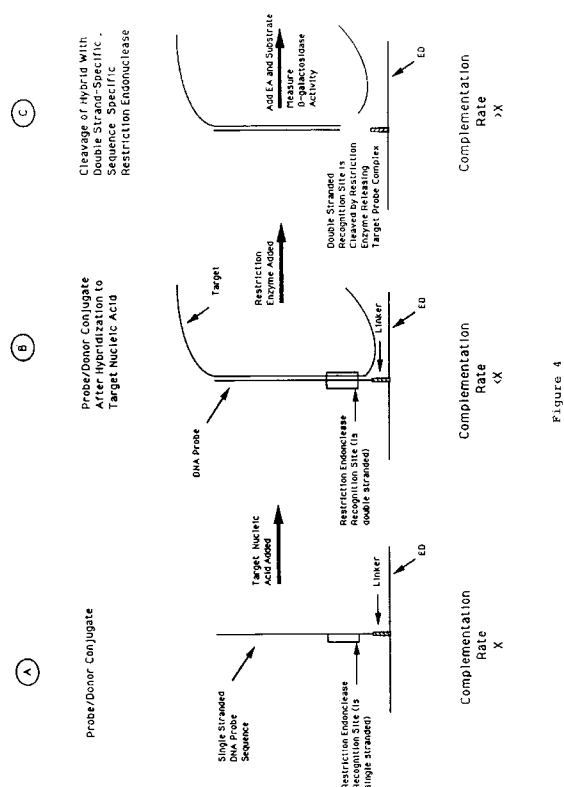 A
Probe/Donor Conjugate
Single Stranded
DNA Probe
Sequence
Restriction Endonclease
Recognition Site (is
single stranded)
Linker
ED
Complementation
Rate
X
Target Nucleic
Acid Added
B
Probe/Donor Conjugate
After Hybridization to
Target Nucleic Acid
DNA Probe
Target
Restriction Endonclease
Recognition Site (is
double stranded)
Linker
ED
Complementation
Rate
<X
Restriction
Enzyme Added
C
Cleavage of Hybrid With
Double Strand-Specific .
Sequence Specific
Restriction Endonuclease
Double Stranded
Recognition Site is
Cleaved by Restriction
Enzyme Releasing
Target Probe Complex
Add EA and Substrate
Measure
D-galactosidase
Activity
ED
Complementation
Rate
>X
Figure 4